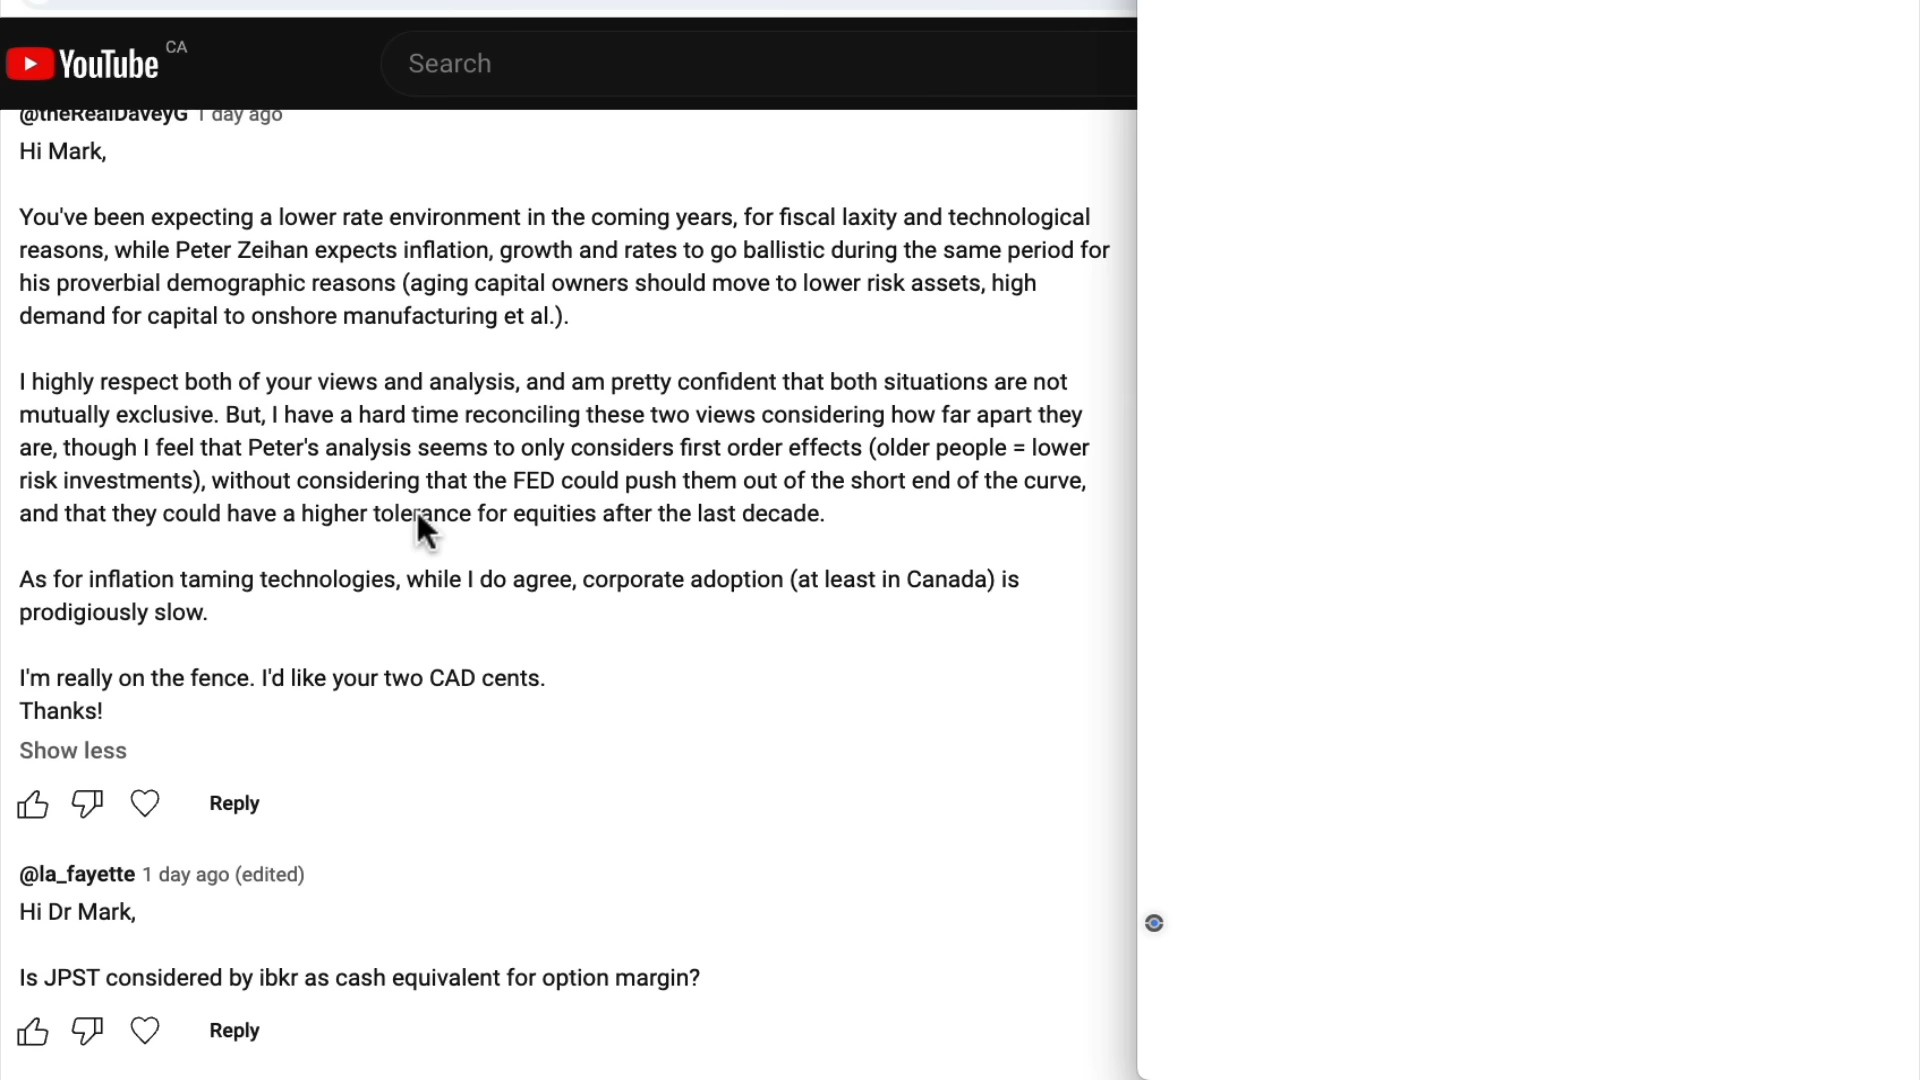 YouTube CA
Search
@theRealDaveyG 1 day ago
Hi Mark,
You've been expecting a lower rate environment in the coming years, for fiscal laxity and technological
reasons, while Peter Zeihan expects inflation, growth and rates to go ballistic during the same period for
his proverbial demographic reasons (aging capital owners should move to lower risk assets, high
demand for capital to onshore manufacturing et al.).
I highly respect both of your views and analysis, and am pretty confident that both situations are not
mutually exclusive. But, I have a hard time reconciling these two views considering how far apart they
are, though I feel that Peter's analysis seems to only considers first order effects (older people = lower
risk investments), without considering that the FED could push them out of the short end of the curve,
and that they could have a higher tolerance for equities after the last decade.
As for inflation taming technologies, while I do agree, corporate adoption (at least in Canada) is
prodigiously slow.
I'm really on the fence. I'd like your two CAD cents.
Thanks!
Show less
Reply
@la_fayette 1 day ago (edited)
Hi Dr Mark,
Is JPST considered by ibkr as cash equivalent for option margin?
Reply